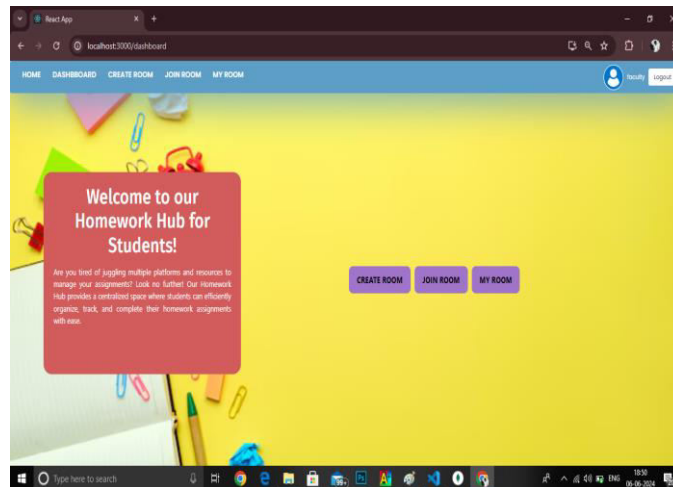 React App
localhost:3000/dashboard
HOME DASHBOARD CREATE ROOM JOIN ROOM MY ROOM faculty Logout
Welcome to our
Homework Hub for
Students!
Are you tired of juggling multiple platforms and resources to
manage your assignments? Look no further! Our Homework
Hub provides a centralized space where students can efficiently
organize, track, and complete their homework assignments
with ease.
CREATE ROOM JOIN ROOM MY ROOM
Type here to search
ENG
18:50
06-06-2024